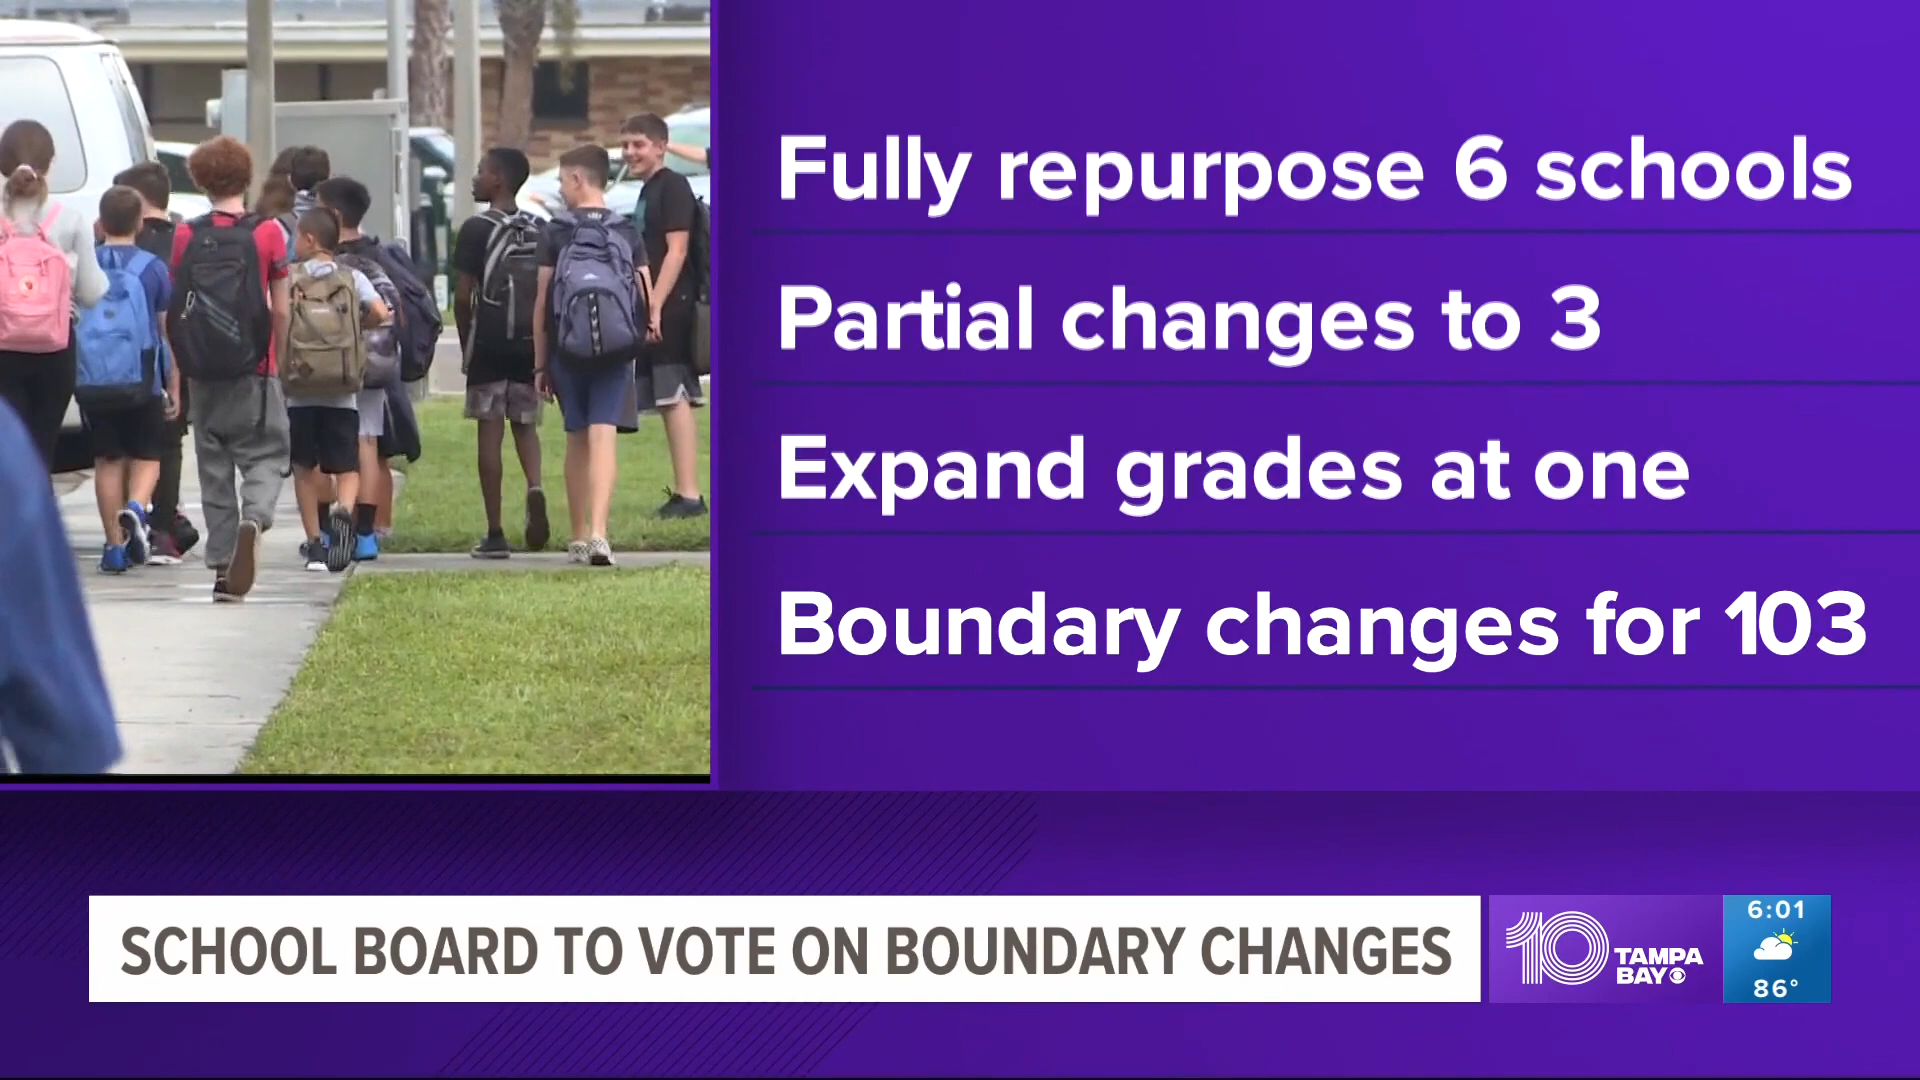 Fully repurpose 6 schools
Partial changes to 3
Expand grades at one
Boundary changes for 103
SCHOOL BOARD TO VOTE ON BOUNDARY CHANGES
10 TAMPA BAY
6:01
86°